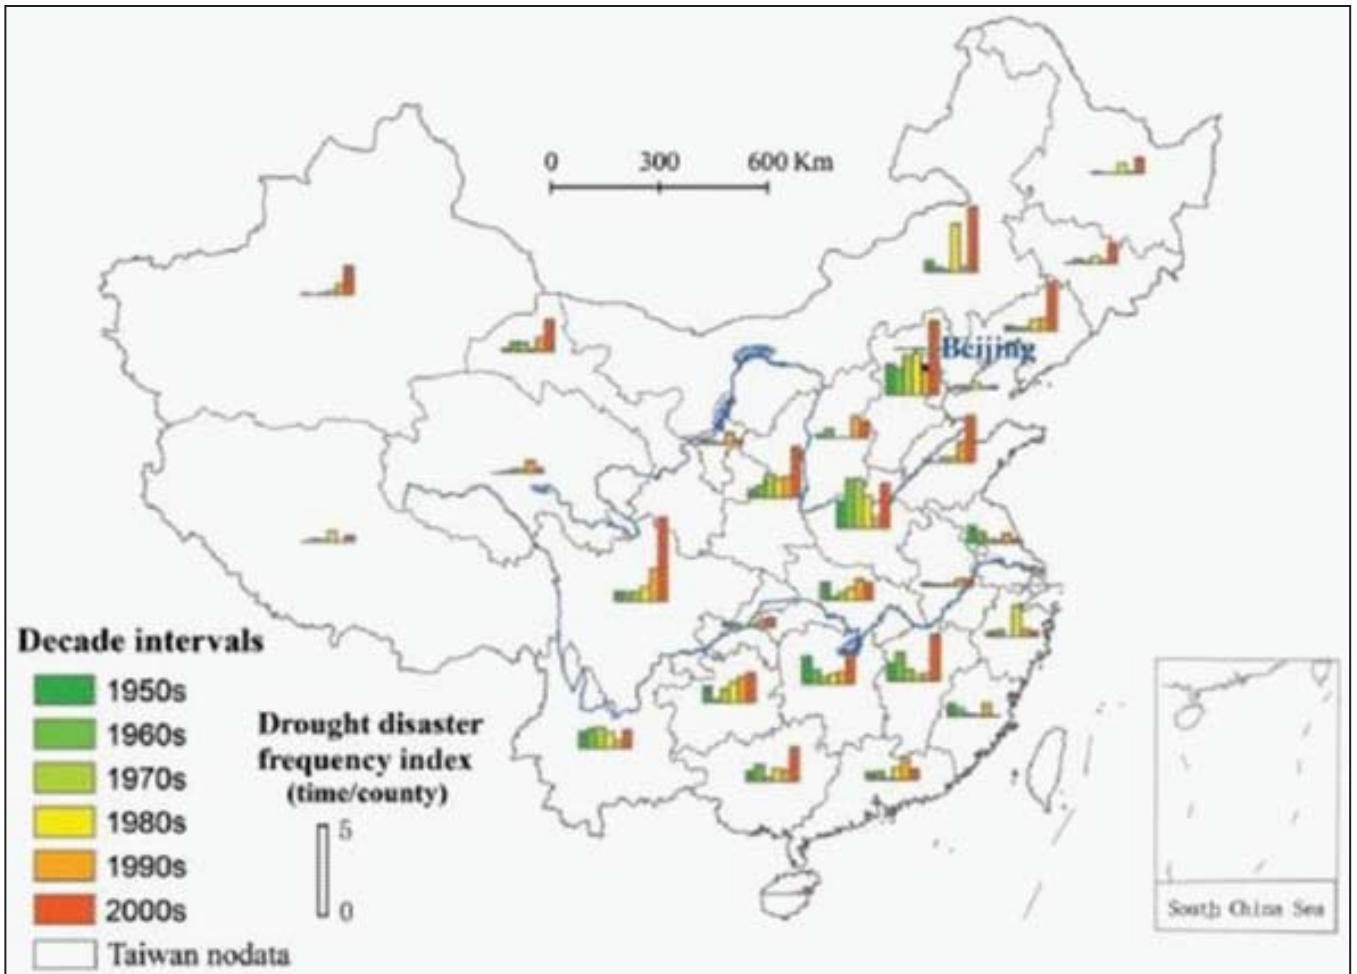 0 300 600 Km
Beijing
Decade intervals
1950s
1960s
1970s
1980s
1990s
2000s
Taiwan nodata
Drought disaster
frequency index
(time/county)
5
0
South China Sea